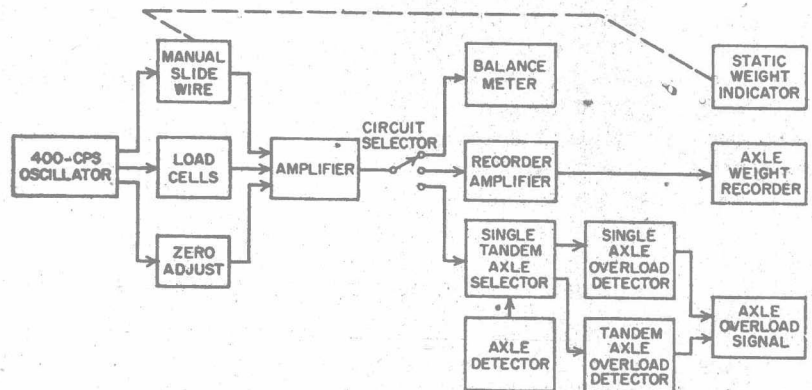 MANUAL
SLIDE
WIRE
BALANCE
METER
STATIC
WEIGHT
INDICATOR
400-CPS
OSCILLATOR
LOAD
CELLS
AMPLIFIER
CIRCUIT
SELECTOR
RECORDER
AMPLIFIER
AXLE
WEIGHT
RECORDER
ZERO
ADJUST
SINGLE
TANDEM
AXLE
SELECTOR
SINGLE
AXLE
OVERLOAD
DETECTOR
AXLE
DETECTOR
TANDEM
AXLE
OVERLOAD
DETECTOR
AXLE
OVERLOAD
SIGNAL